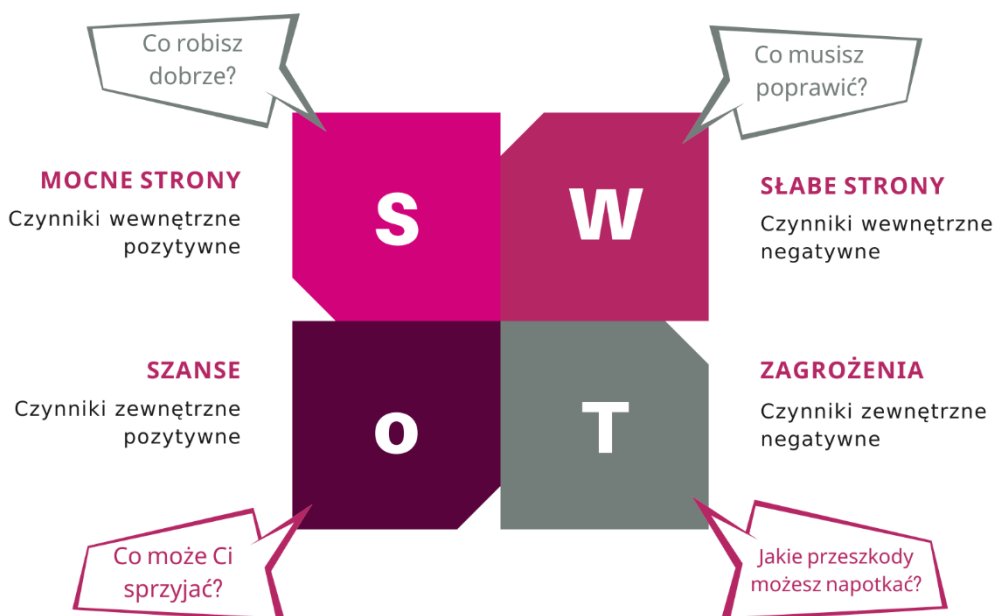 Co robisz
dobrze?
Co musisz
poprawić?
MOCNE STRONY
Czynniki wewnętrzne
pozytywne
S
W
SŁABE STRONY
Czynniki wewnętrzne
negatywne
SZANSE
Czynniki zewnętrzne
pozytywne
o
T
ZAGROŻENIA
Czynniki zewnętrzne
negatywne
Co może Ci
sprzyjać?
Jakie przeszkody
możesz napotkać?